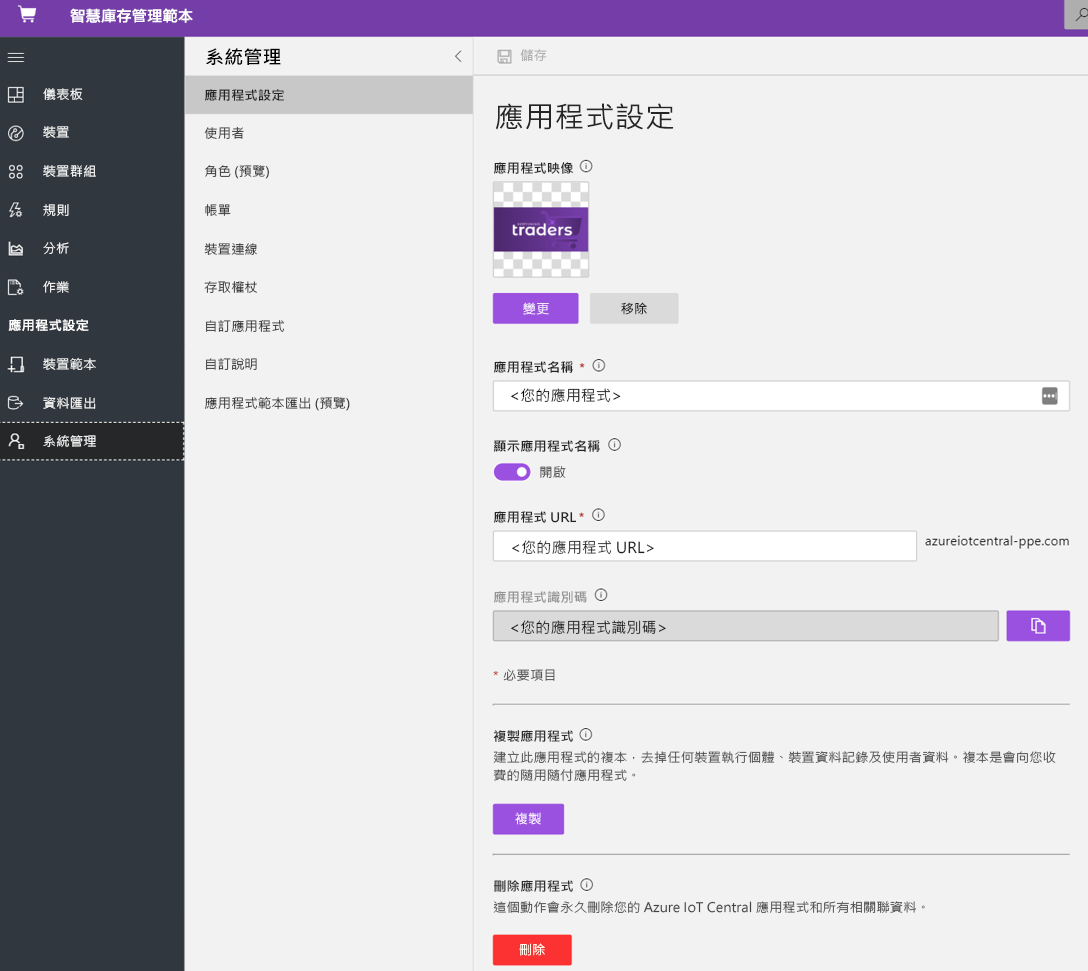 智慧庫存管理範本
儀表板
裝置
裝置群組
規則
分析
作業
應用程式設定
裝置範本
資料匯出
系統管理
系統管理
應用程式設定
使用者
角色 (預覽)
帳單
裝置連線
存取權杖
自訂應用程式
自訂說明
應用程式範本匯出 (預覽)
儲存
應用程式設定
應用程式映像
traders
變更
移除
應用程式名稱 *
<您的應用程式>
顯示應用程式名稱
開啟
應用程式 URL *
<您的應用程式 URL>
azureiotcentral-ppe.com
應用程式識別碼
<您的應用程式識別碼>
* 必要項目
複製應用程式
建立此應用程式的複本，去掉任何裝置執行個體、裝置資料記錄及使用者資料。複本是會向您收
費的隨用隨付應用程式。
複製
刪除應用程式
這個動作會永久刪除您的 Azure IoT Central 應用程式和所有相關聯資料。
刪除